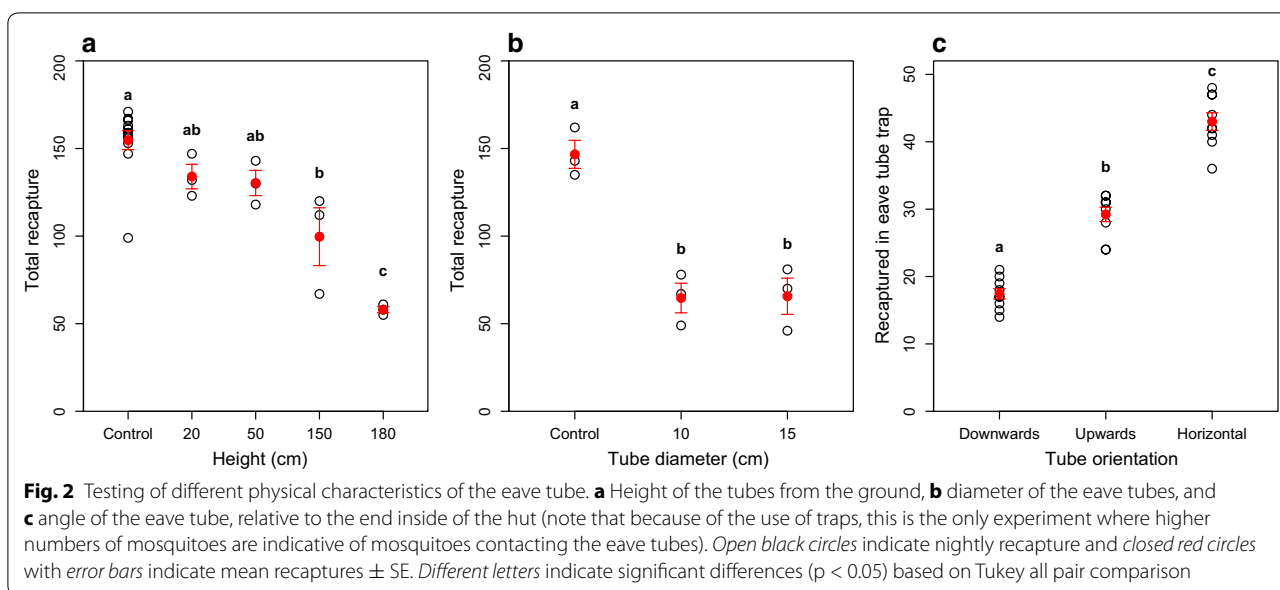 a
Total recapture
200
150
100
50
0
a
ab
ab
b
c
Control 20 50 150 180
Height (cm)
b
Total recapture
200
150
100
50
0
a
b
b
Control 10 15
Tube diameter (cm)
c
Recaptured in eave tube trap
50
40
30
20
10
0
a
b
c
Downwards Upwards Horizontal
Tube orientation
Fig. 2 Testing of different physical characteristics of the eave tube. a Height of the tubes from the ground, b diameter of the eave tubes, and
c angle of the eave tube, relative to the end inside of the hut (note that because of the use of traps, this is the only experiment where higher
numbers of mosquitoes are indicative of mosquitoes contacting the eave tubes). Open black circles indicate nightly recapture and closed red circles
with error bars indicate mean recaptures ± SE. Different letters indicate significant differences (p < 0.05) based on Tukey all pair comparison